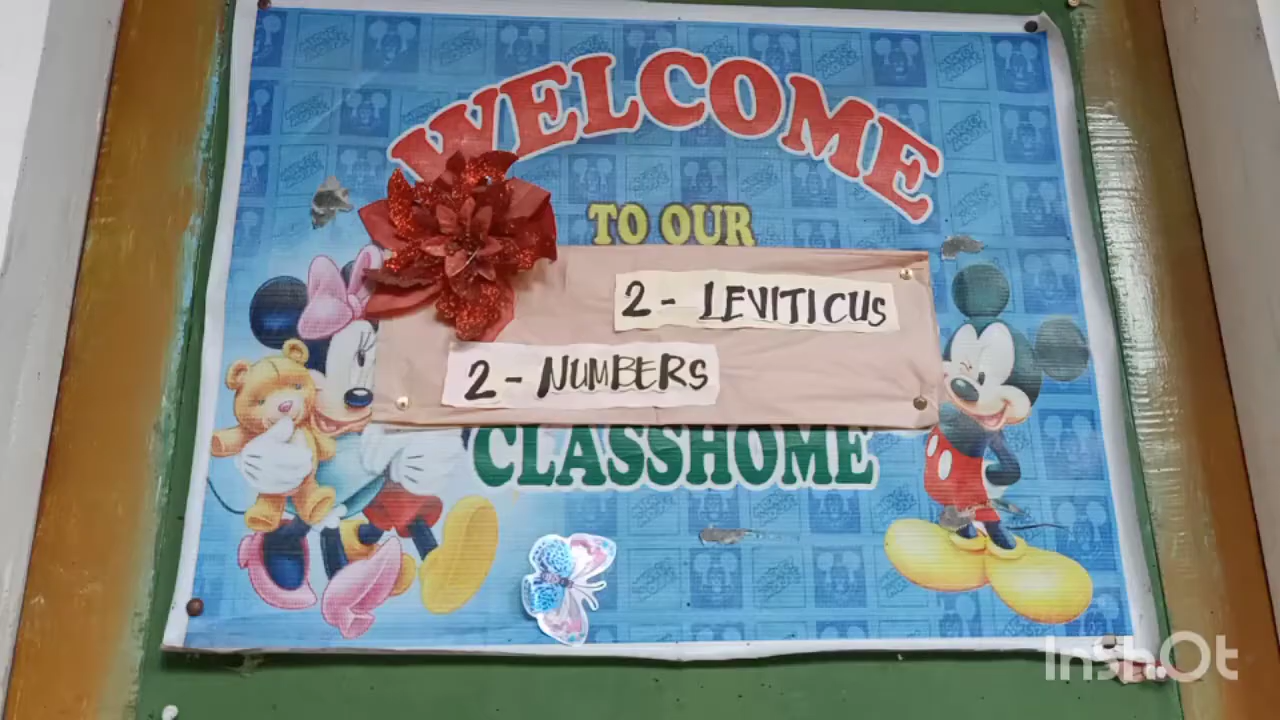 WELCOME
TO OUR
2 - LEVITICUS
2 - NUMBERS
CLASSHOME
InShOt